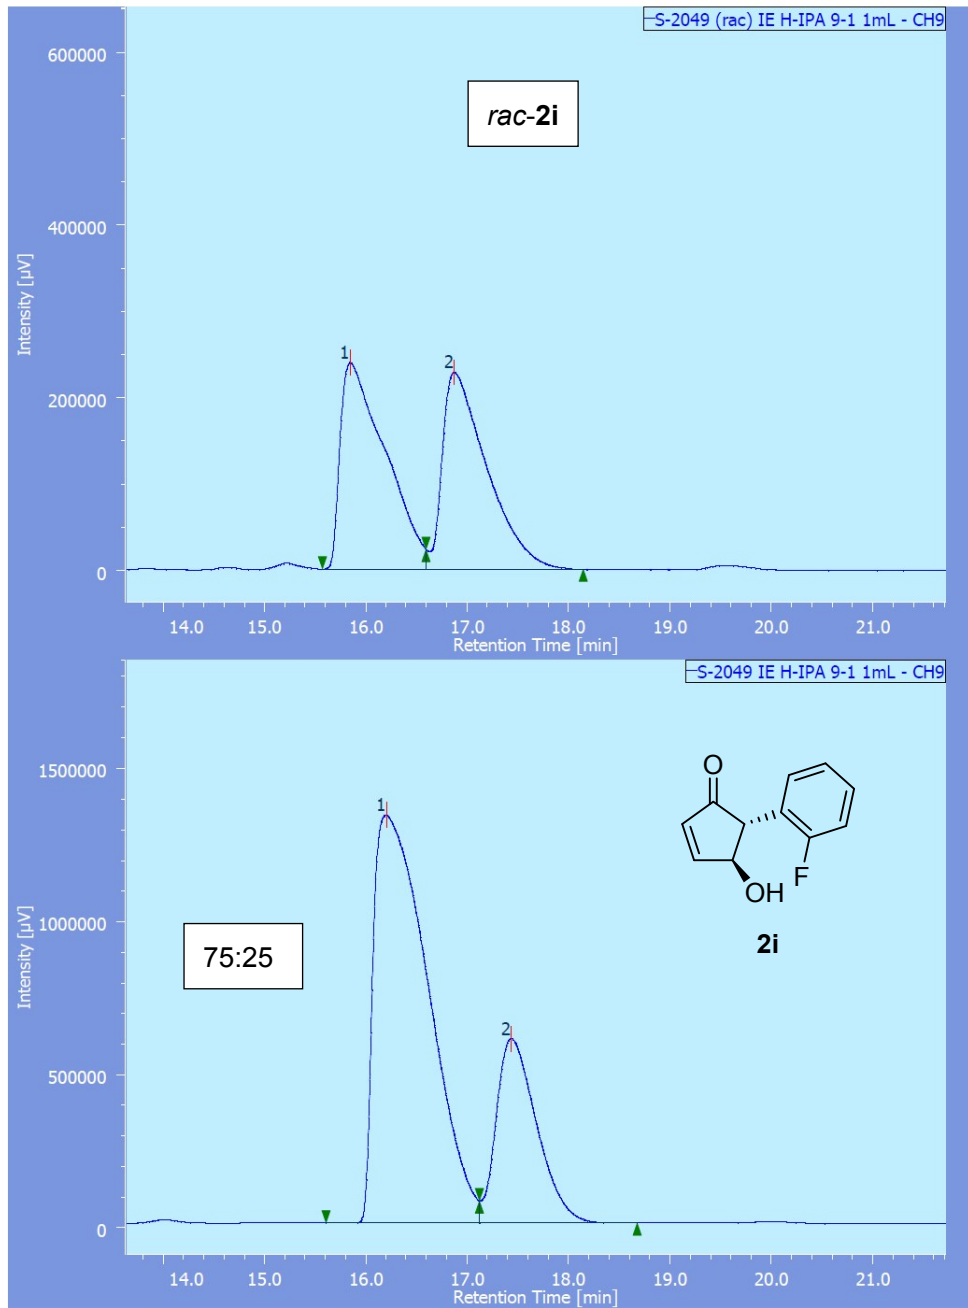 S-2049 (rac) IE H-IPA 9-1 1mL - CH9
600000
rac-2i
400000
Intensity [µV]
1
2
200000
0
14.0 15.0 16.0 17.0 18.0 19.0 20.0 21.0
Retention Time [min]
S-2049 IE H-IPA 9-1 1mL - CH9
1500000
O
1
F
OH
1000000
2i
75:25
Intensity [µV]
2
500000
0
14.0 15.0 16.0 17.0 18.0 19.0 20.0 21.0
Retention Time [min]